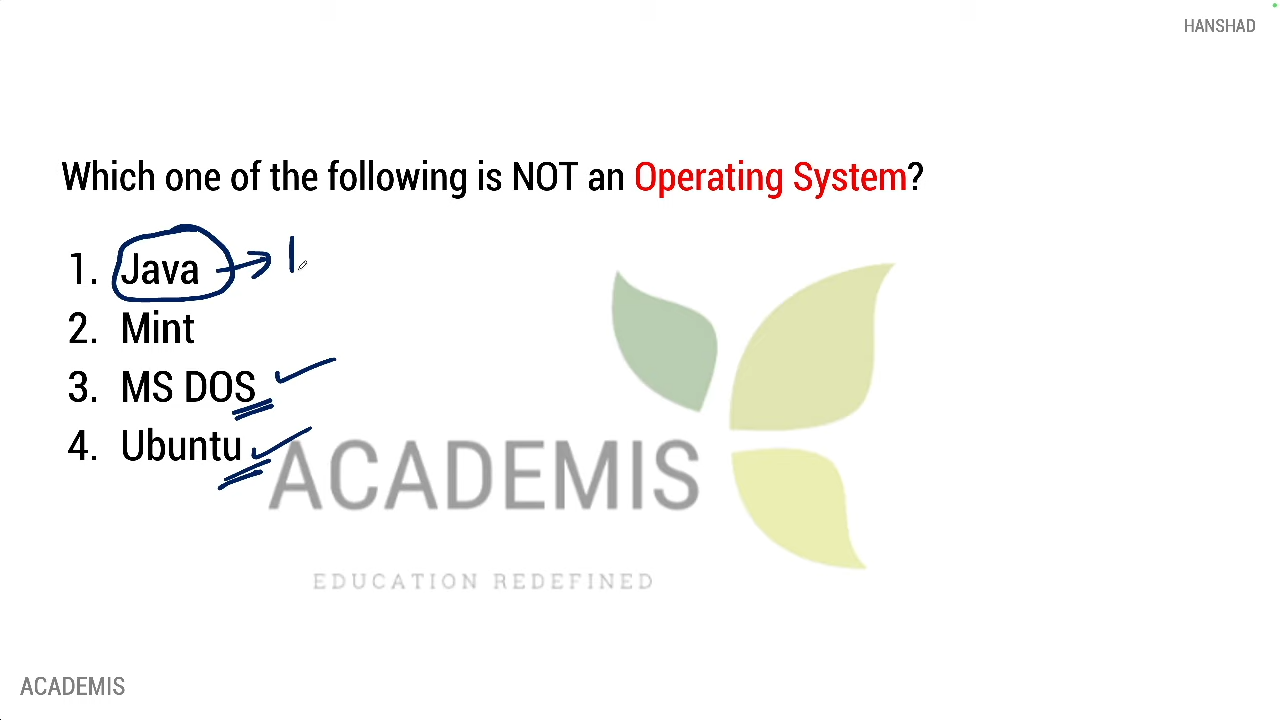 HANSHAD
Which one of the following is NOT an Operating System?
1. Java
2. Mint
3. MS DOS
4. Ubuntu
ACADEMIS
EDUCATION REDEFINED
ACADEMIS